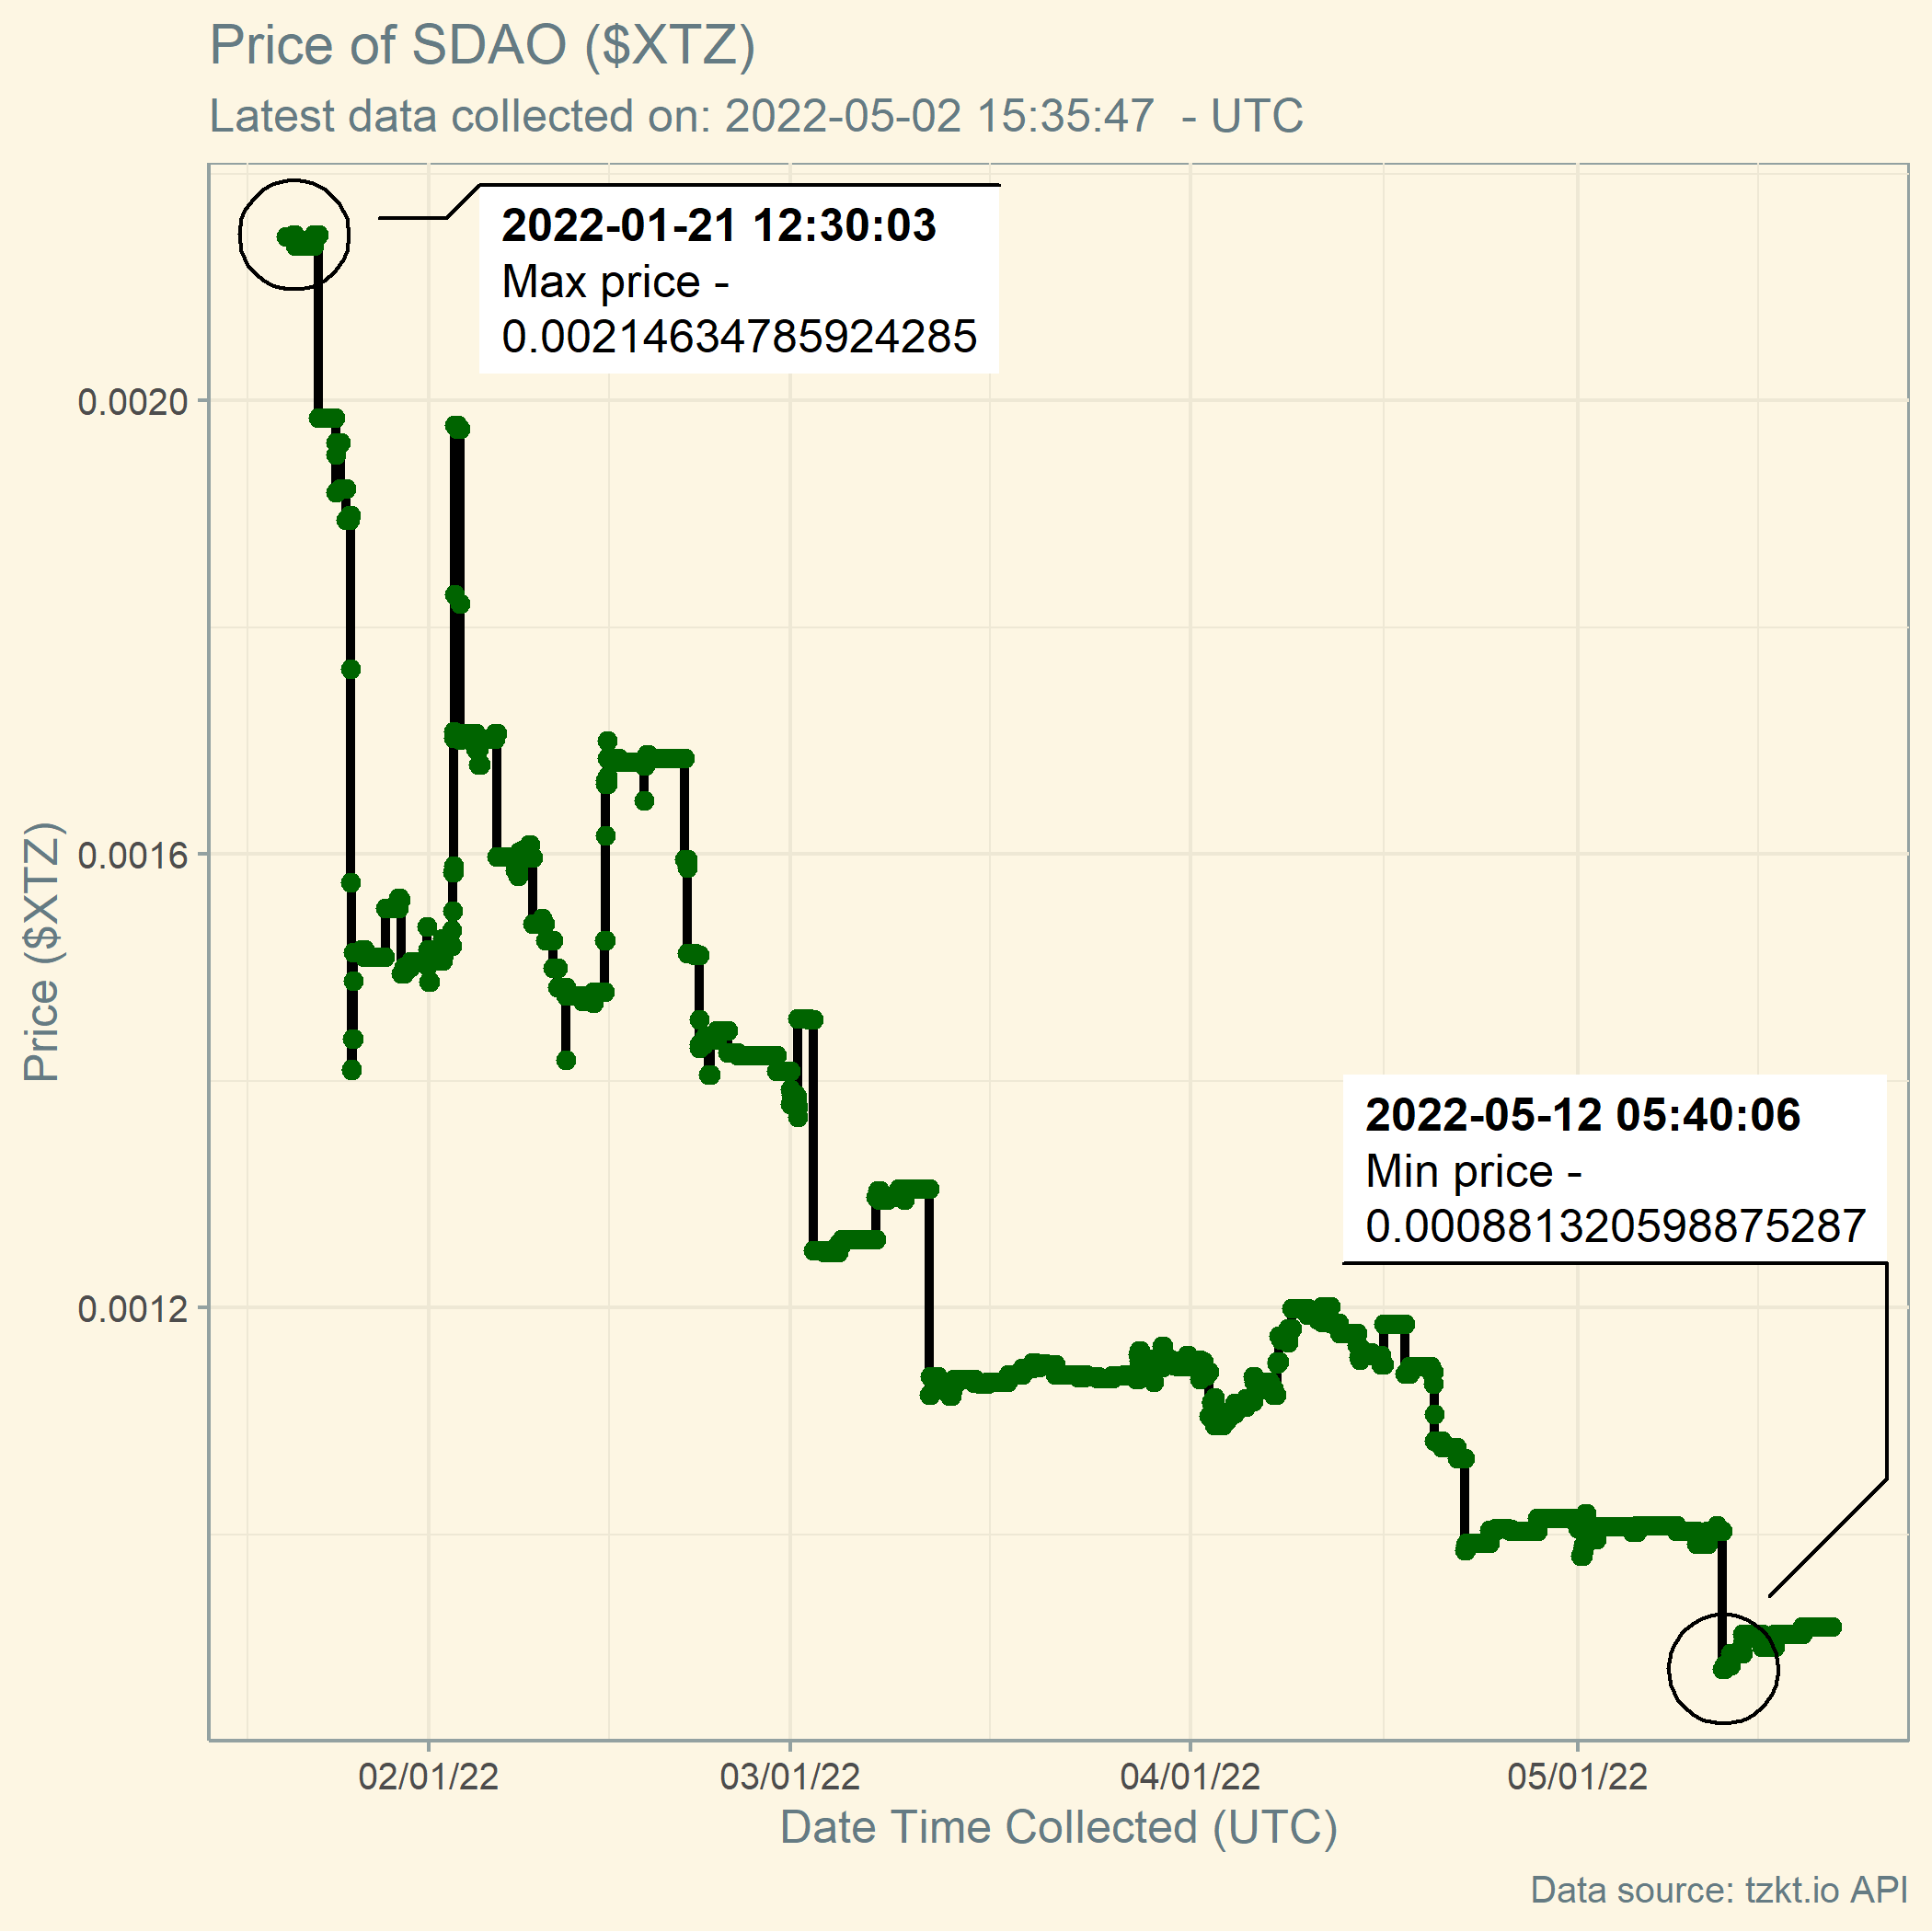 Price of SDAO ($XTZ)
Latest data collected on: 2022-05-02 15:35:47  - UTC
2022-01-21 12:30:03
Max price -
0.00214634785924285
0.0020
0.0016
0.0012
Price ($XTZ)
2022-05-12 05:40:06
Min price -
0.000881320598875287
02/01/22
03/01/22
04/01/22
05/01/22
Date Time Collected (UTC)
Data source: tzkt.io API